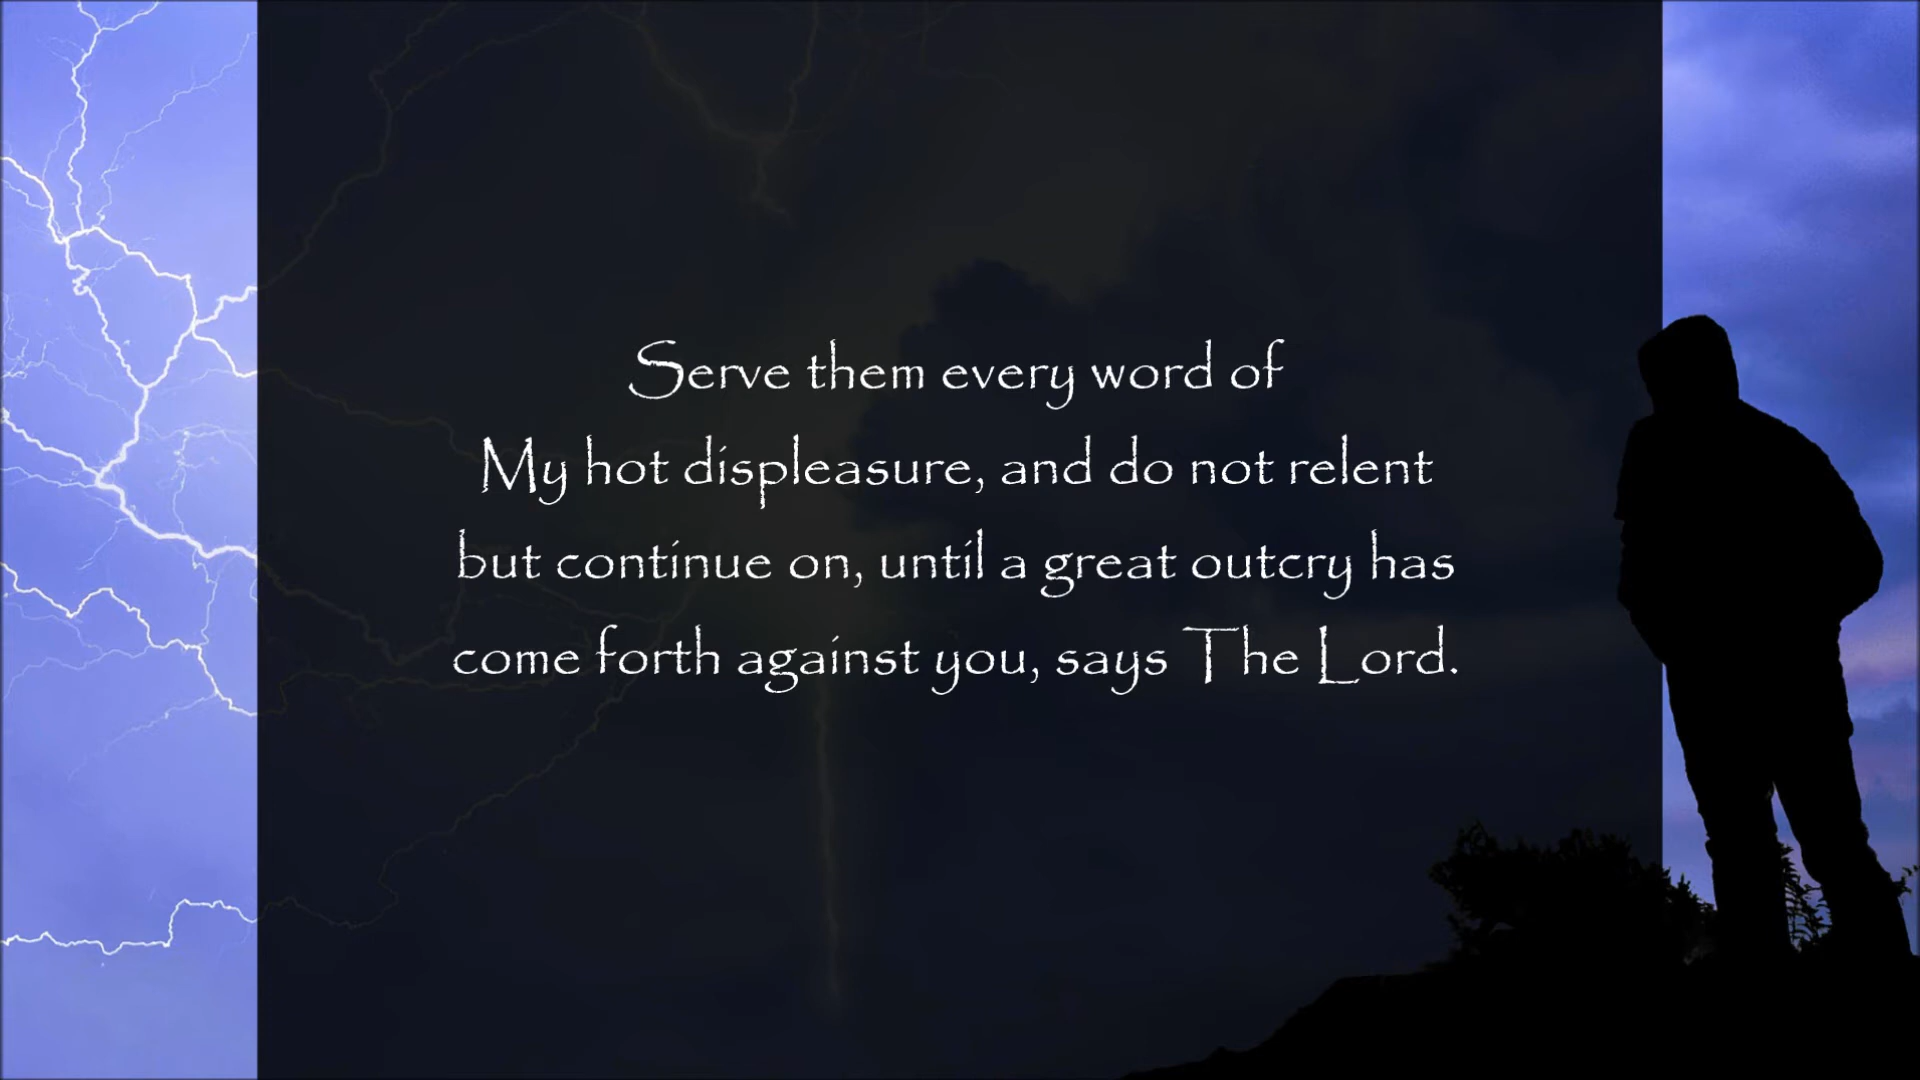 Serve them every word of
My hot displeasure, and do not relent
but continue on, until a great outcry has
come forth against you, says The Lord.